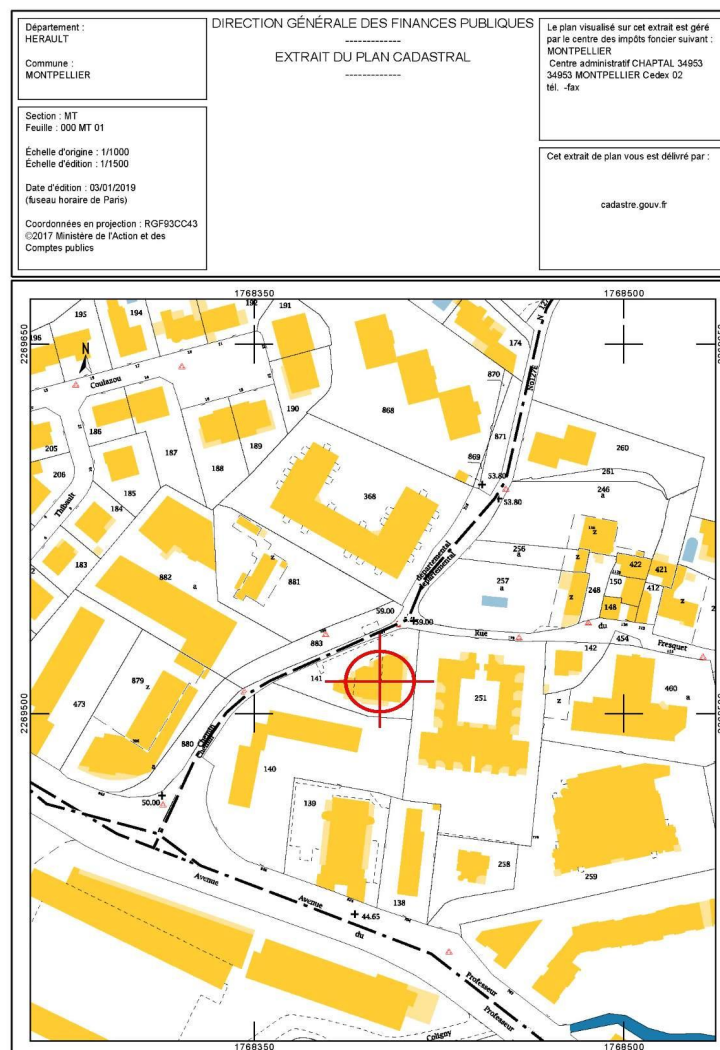 Département :
HERAULT
Commune :
MONTPELLIER
DIRECTION GÉNÉRALE DES FINANCES PUBLIQUES
-------------
EXTRAIT DU PLAN CADASTRAL
-------------
Le plan visualisé sur cet extrait est géré
par le centre des impôts foncier suivant :
MONTPELLIER
Centre administratif CHAPTAL 34953
34953 MONTPELLIER Cedex 02
tél. -fax
Section : MT
Feuille : 000 MT 01
Échelle d'origine : 1/1000
Échelle d'édition : 1/1500
Date d'édition : 03/01/2019
(fuseau horaire de Paris)
Coordonnées en projection : RGF93CC43
©2017 Ministère de l'Action et des
Comptes publics
Cet extrait de plan vous est délivré par :
cadastre.gouv.fr
1768350
1768500
192
191
195
194
196
174
N
Coulazou
870
190
868
871
186
189
205
187
260
869
188
53.80
261
206
185
368
246
53.80
a
Thibault
184
z
départemental
départemental
256
z
422
421
183
881
257
150
z
882
a
a
248
412
59.00
148
59.00
du
Rue
454
Fresquet
883
142
141
879
z
251
460
a
473
z
z
2269500
2269500
880
Chemin
Chemin
140
a
50.00
139
258
138
259
Avenue
Avenue
44.65
du
Professeur
Professeur
Coligny
1768350
1768500